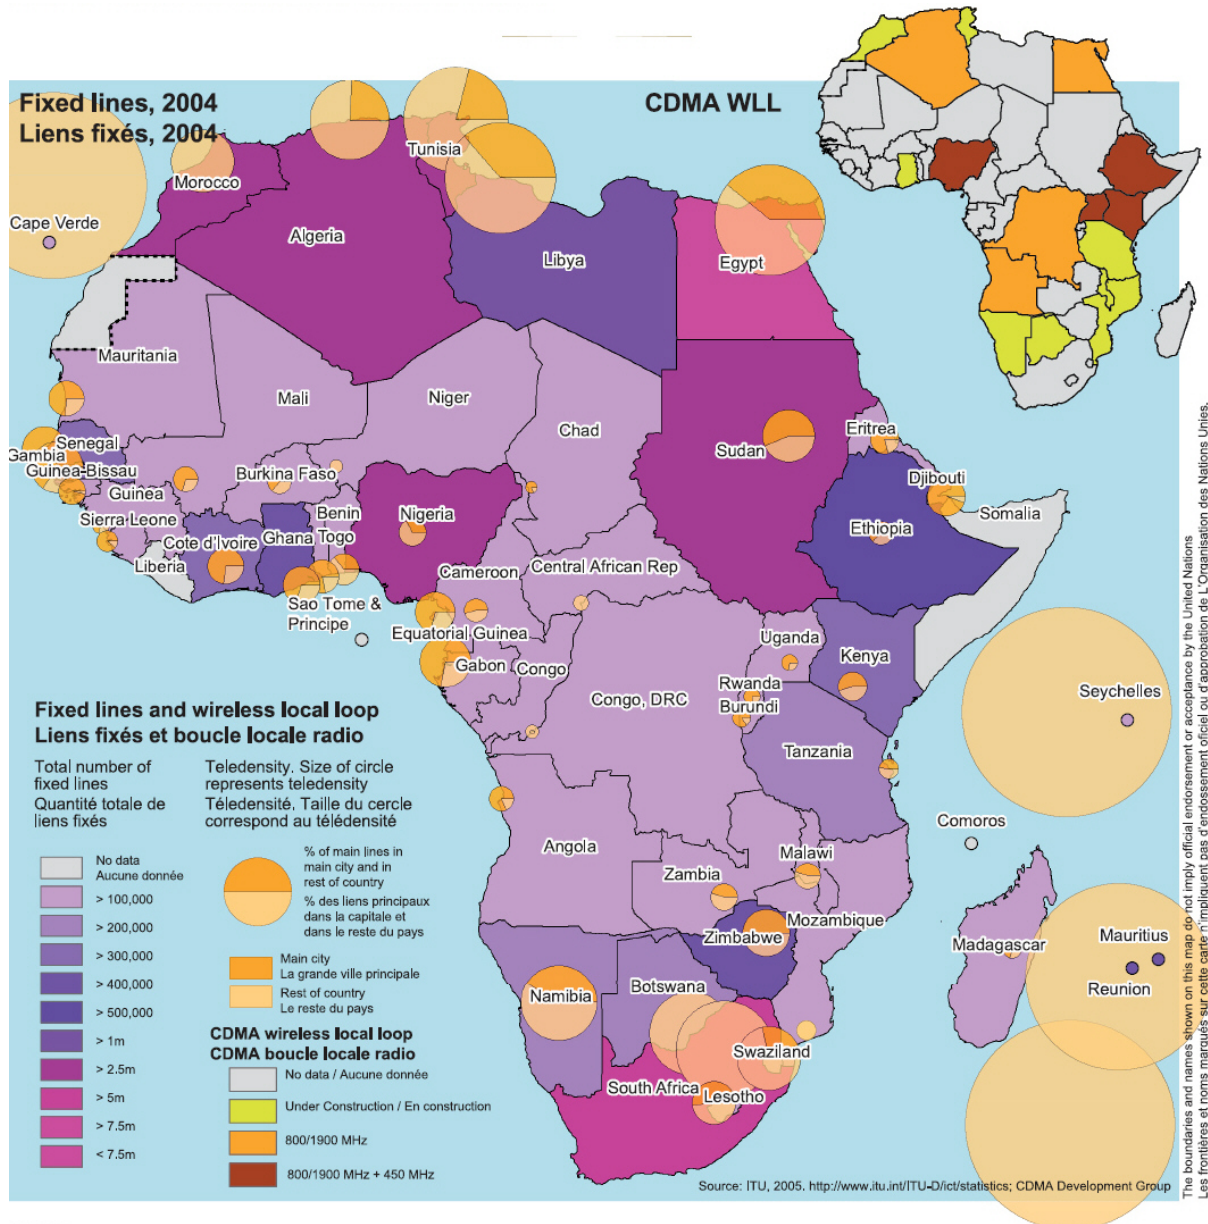 Fixed lines, 2004
Liens fixés, 2004
CDMA WLL
Tunisia
Morocco
Cape Verde
Algeria
Libya
Egypt
Mauritania
Mali
Niger
Chad
Sudan
Eritrea
Senegal
Gambia
Guinea-Bissau
Guinea
Burkina Faso
Djibouti
Somalia
Sierra Leone
Benin
Nigeria
Ethiopia
Cote d'Ivoire
Ghana
Togo
Liberia
Cameroon
Central African Rep
Sao Tome &
Principe
Equatorial Guinea
Gabon
Congo
Uganda
Kenya
Rwanda
Burundi
Congo, DRC
Seychelles
Tanzania
Comoros
Angola
Malawi
Zambia
Mozambique
Zimbabwe
Madagascar
Mauritius
Reunion
Namibia
Botswana
Swaziland
South Africa
Lesotho
Fixed lines and wireless local loop
Liens fixés et boucle locale radio
Total number of
fixed lines
Quantité totale de
liens fixés
No data
Aucune donnée
> 100,000
> 200,000
> 300,000
> 400,000
> 500,000
> 1m
> 2.5m
> 5m
> 7.5m
< 7.5m
Teledensity. Size of circle
represents teledensity
Téledensité. Taille du cercle
correspond au télédensité
% of main lines in
main city and in
rest of country
% des liens principaux
dans la capitale et
dans le reste du pays
Main city
La grande ville principale
Rest of country
Le reste du pays
CDMA wireless local loop
CDMA boucle locale radio
No data / Aucune donnée
Under Construction / En construction
800/1900 MHz
800/1900 MHz + 450 MHz
Source: ITU, 2005. http://www.itu.int/ITU-D/ict/statistics; CDMA Development Group
The boundaries and names shown on this map do not imply official endorsement or acceptance by the United Nations
Les frontières et noms marqués sur cette carte n'impliquent pas d'endossement oficiel ou d'approbation de L'Organisation des Nations Unies.